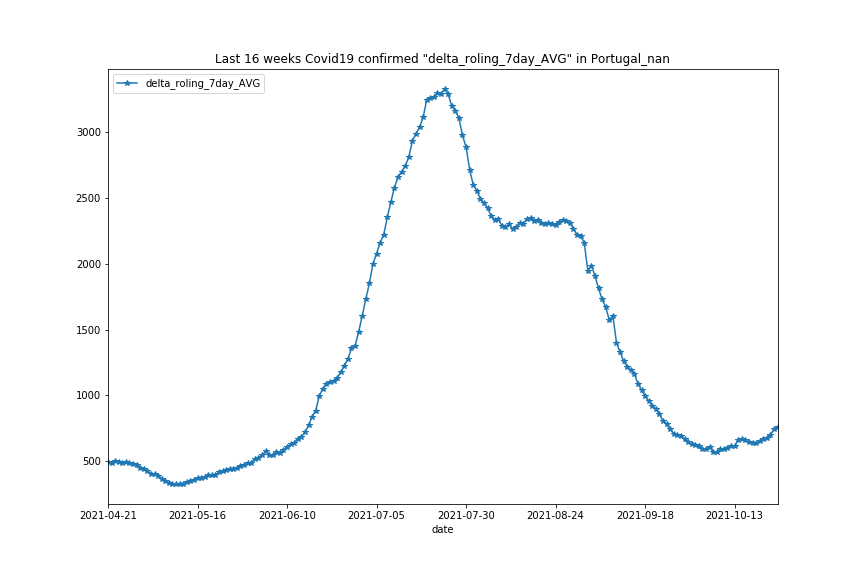 Last 16 weeks Covid19 confirmed "delta_roling_7day_AVG" in Portugal_nan
delta_roling_7day_AVG
3000
2500
2000
1500
1000
500
2021-04-21 2021-05-16 2021-06-10 2021-07-05 2021-07-30 2021-08-24 2021-09-18 2021-10-13
date